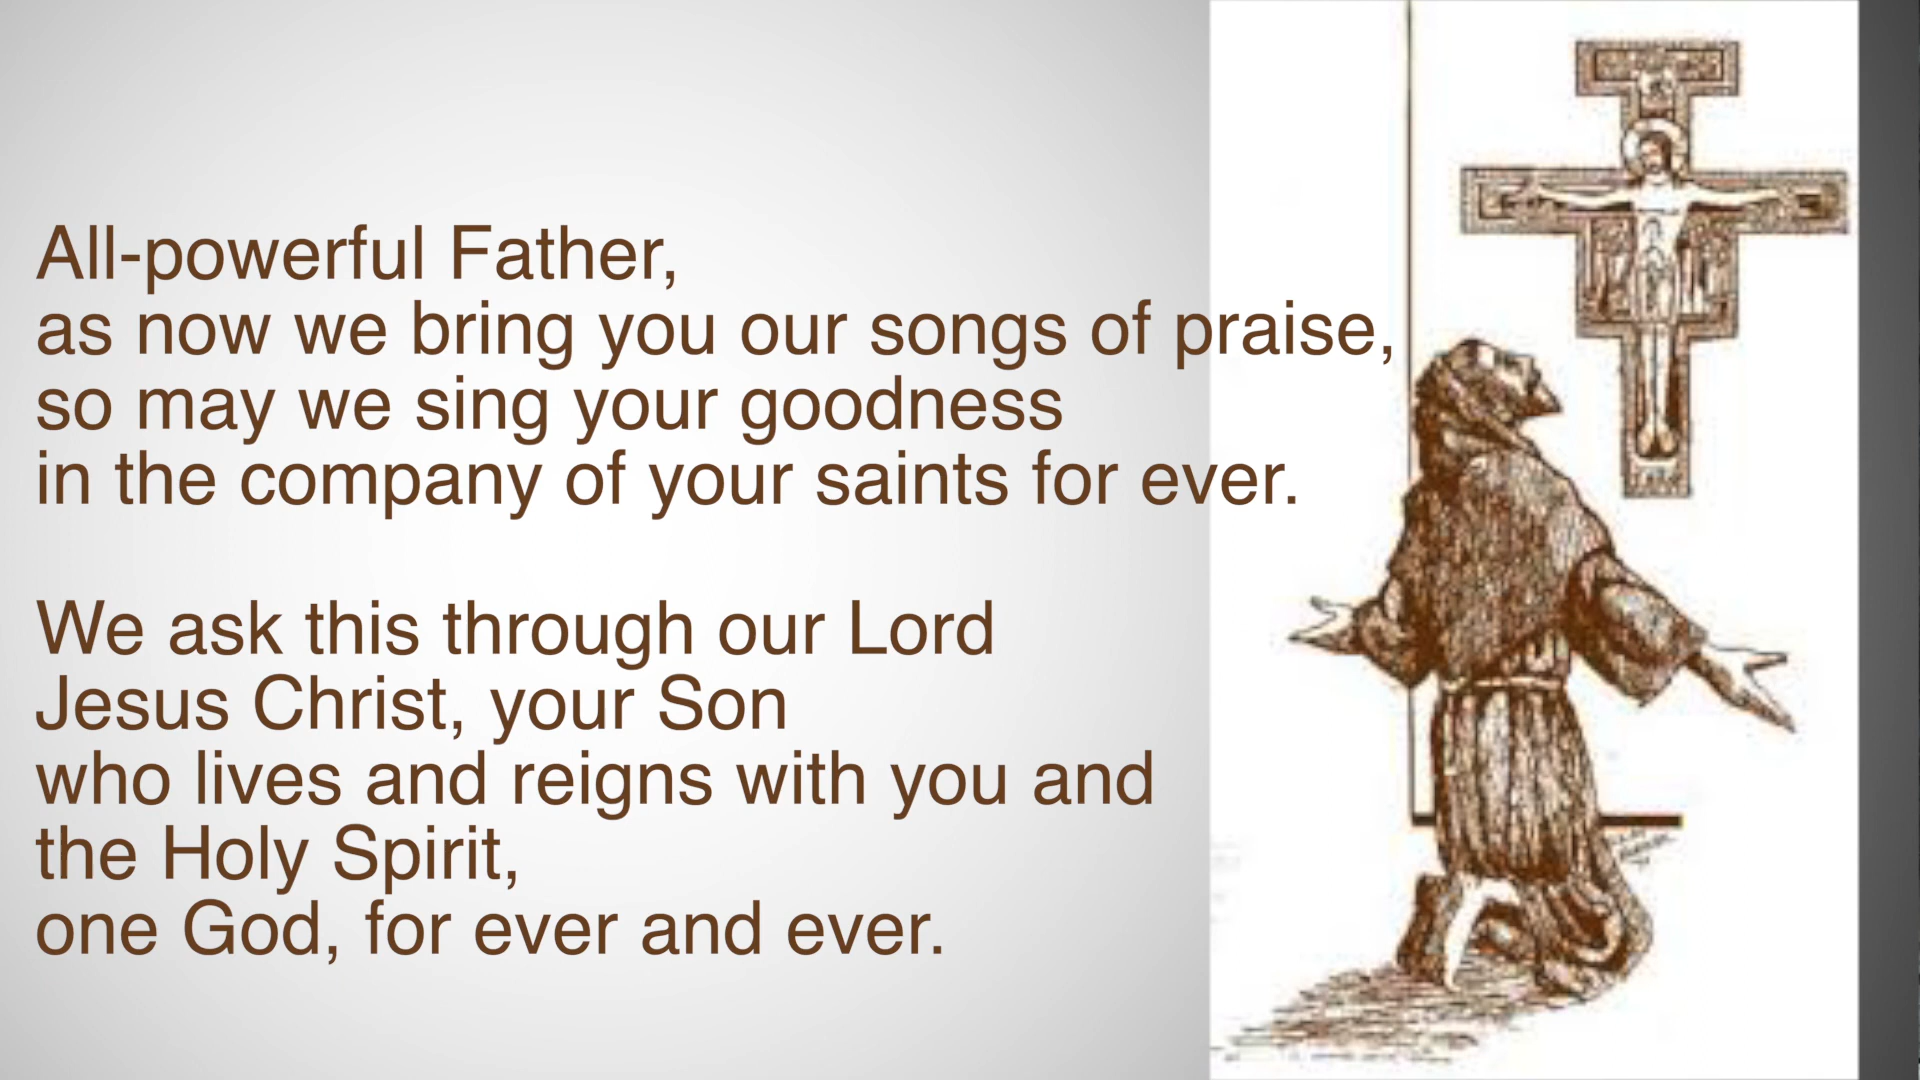 All-powerful Father,
as now we bring you our songs of praise,
so may we sing your goodness
in the company of your saints for ever.
We ask this through our Lord
Jesus Christ, your Son
who lives and reigns with you and
the Holy Spirit,
one God, for ever and ever.